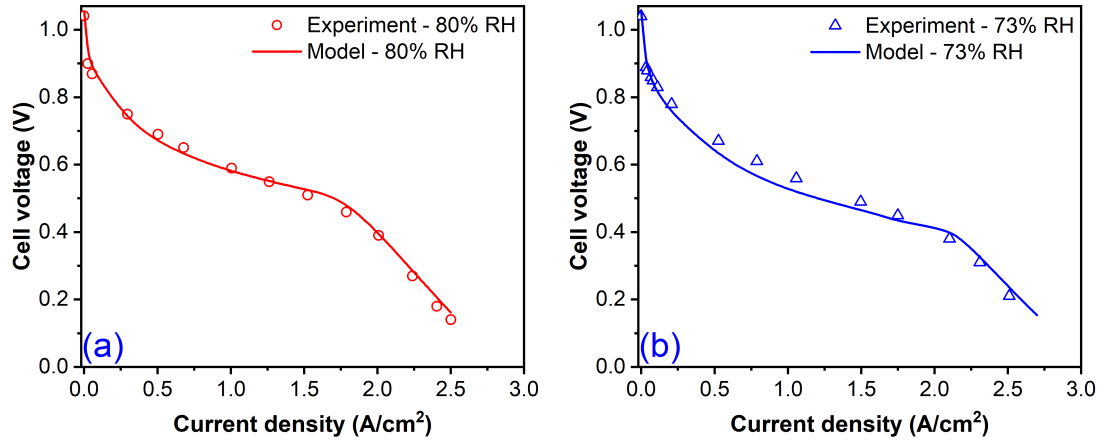 Experiment - 80% RH
Model - 80% RH
1.0
0.8
0.6
0.4
0.2
0.0
Cell voltage (V)
(a)
0.0 0.5 1.0 1.5 2.0 2.5 3.0
Current density (A/cm²)
Experiment - 73% RH
Model - 73% RH
1.0
0.8
0.6
0.4
0.2
0.0
Cell voltage (V)
(b)
0.0 0.5 1.0 1.5 2.0 2.5 3.0
Current density (A/cm²)